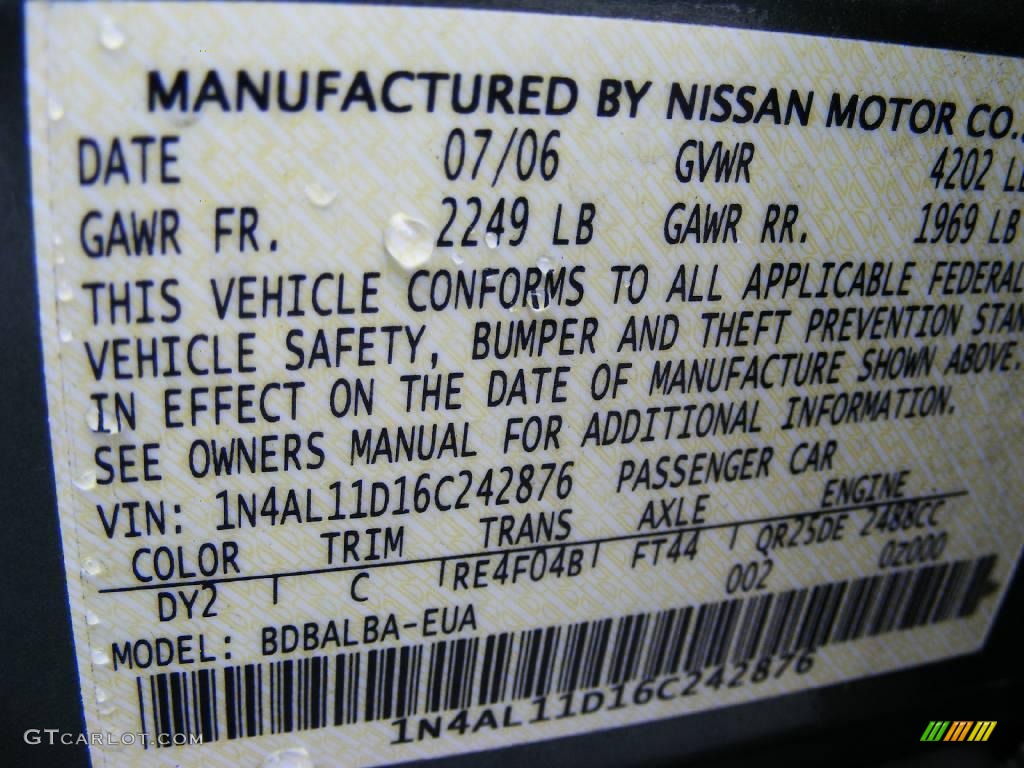 MANUFACTURED BY NISSAN MOTOR CO.,
DATE 07/06 GVWR 4202 LB
GAWR FR. 2249 LB GAWR RR. 1969 LB
THIS VEHICLE CONFORMS TO ALL APPLICABLE FEDERAL
VEHICLE SAFETY, BUMPER AND THEFT PREVENTION STAN
IN EFFECT ON THE DATE OF MANUFACTURE SHOWN ABOVE.
SEE OWNERS MANUAL FOR ADDITIONAL INFORMATION.
VIN: 1N4AL11D16C242876 PASSENGER CAR
COLOR TRIM TRANS AXLE ENGINE
DY2 C RE4F04B FT44 QR25DE 2488CC
002 0Z000
MODEL: BDBALBA-EUA
1N4AL11D16C242876
GTCARLOT.COM